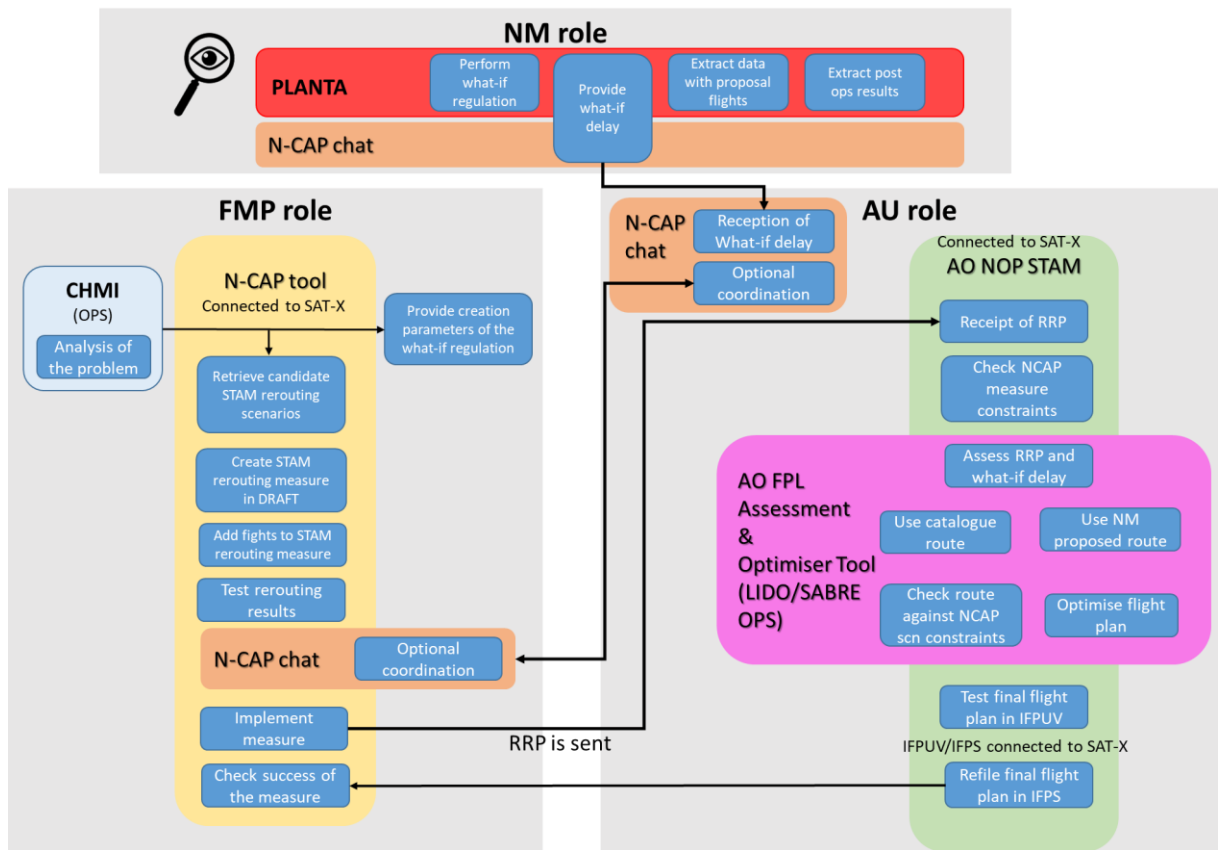 NM role
PLANTA
Perform
what-if
regulation
Provide
what-if
delay
Extract data
with proposal
flights
Extract post
ops results
N-CAP chat
FMP role
CHMI
(OPS)
Analysis of
the problem
N-CAP tool
Connected to SAT-X
Provide creation
parameters of the
what-if regulation
Retrieve candidate
STAM rerouting
scenarios
Create STAM
rerouting measure
in DRAFT
Add fights to STAM
rerouting measure
Test rerouting
results
N-CAP chat
Optional
coordination
Implement
measure
RRP is sent
Check success of
the measure
AU role
N-CAP
chat
Reception of
What-if delay
Optional
coordination
Connected to SAT-X
AO NOP STAM
Receipt of RRP
Check NCAP
measure
constraints
AO FPL
Assessment
&
Optimiser Tool
(LIDO/SABRE
OPS)
Assess RRP and
what-if delay
Use catalogue
route
Use NM
proposed route
Check route
against NCAP
scn constraints
Optimise flight
plan
Test final flight
plan in IFPUV
IFPUV/IFPS connected to SAT-X
Refile final flight
plan in IFPS